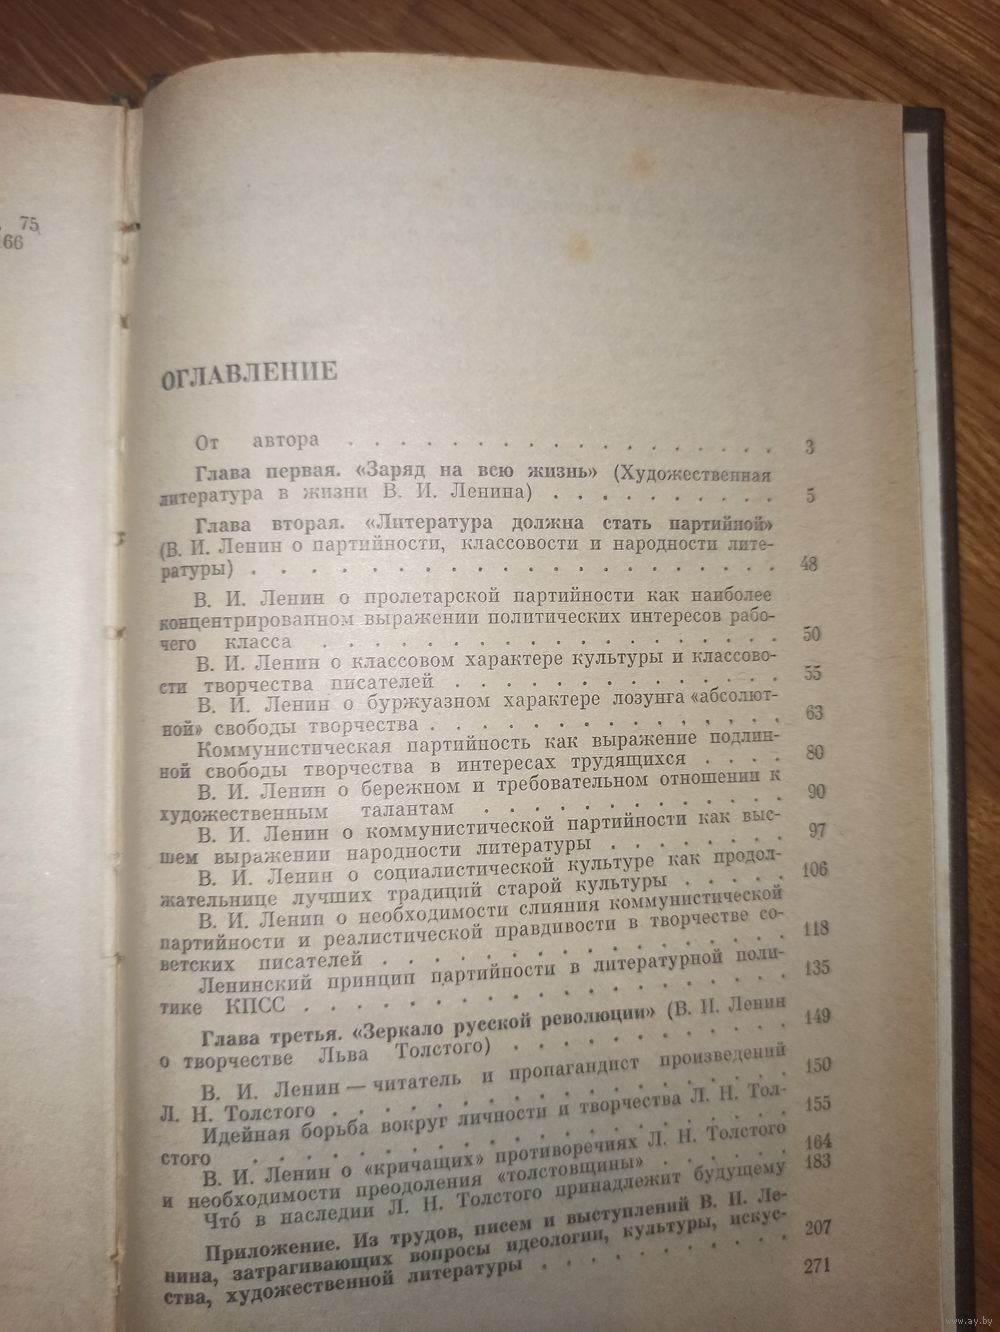 , 75
66
ОГЛАВЛЕНИЕ
От автора . . . . . . . . . . . . . . . . 3
Глава первая. «Заряд на всю жизнь» (Художественная
литература в жизни В. И. Ленина) . . . . . . . . . 5
Глава вторая. «Литература должна стать партийной»
(В. И. Ленин о партийности, классовости и народности лите-
ратуры) . . . . . . . . . . . . . . . . . . 48
В. И. Ленин о пролетарской партийности как наиболее
концентрированном выражении политических интересов рабо-
чего класса . . . . . . . . . . . . . . . . 50
В. И. Ленин о классовом характере культуры и классово-
сти творчества писателей . . . . . . . . . . . . 55
В. И. Ленин о буржуазном характере лозунга «абсолют-
ной» свободы творчества . . . . . . . . . . . . . 63
Коммунистическая партийность как выражение подлин-
ной свободы творчества в интересах трудящихся . . . . 80
В. И. Ленин о бережном и требовательном отношении к
художественным талантам . . . . . . . . . . . . 90
В. И. Ленин о коммунистической партийности как выс-
шем выражении народности литературы . . . . . . . 97
В. И. Ленин о социалистической культуре как продол-
жательнице лучших традиций старой культуры . . . . . 106
В. И. Ленин о необходимости слияния коммунистической
партийности и реалистической правдивости в творчестве со-
ветских писателей . . . . . . . . . . . . . . . 118
Ленинский принцип партийности в литературной поли-
тике КПСС . . . . . . . . . . . . . . . . . . 135
Глава третья. «Зеркало русской революции» (В. И. Ленин
о творчестве Льва Толстого) . . . . . . . . . . . 149
В. И. Ленин — читатель и пропагандист произведений
Л. Н. Толстого . . . . . . . . . . . . . . . . 150
Идейная борьба вокруг личности и творчества Л. Н. Тол-
стого . . . . . . . . . . . . . . . . . . . 155
В. И. Ленин о «кричащих» противоречиях Л. Н. Толстого
и необходимости преодоления «толстовщины» . . . . . . 164
Что́ в наследии Л. Н. Толстого принадлежит будущему 183
Приложение. Из трудов, писем и выступлений В. И. Ле-
нина, затрагивающих вопросы идеологии, культуры, искус-
ства, художественной литературы . . . . . . . . . 207
271
www.ay.by